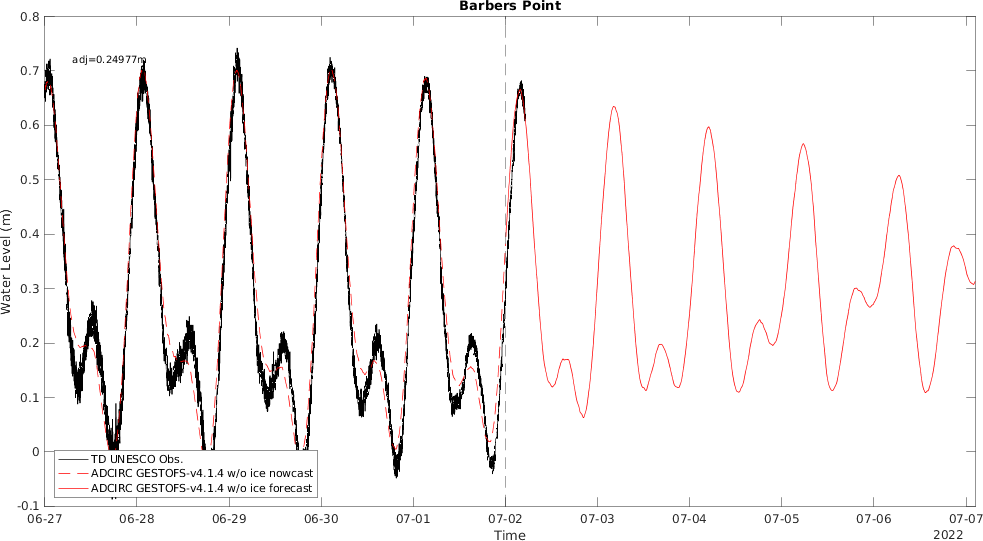 Barbers Point
0.8
0.7
0.6
0.5
0.4
0.3
0.2
0.1
0
-0.1
Water Level (m)
adj=0.24977m
TD UNESCO Obs.
ADCIRC GESTOFS-v4.1.4 w/o ice nowcast
ADCIRC GESTOFS-v4.1.4 w/o ice forecast
06-27 06-28 06-29 06-30 07-01 07-02 07-03 07-04 07-05 07-06 07-07
Time
2022